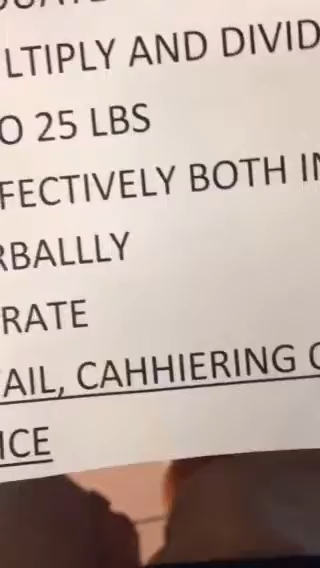 LTIPLY AND DIVID
O 25 LBS
FECTIVELY BOTH IN
RBALLLY
RATE
AIL, CAHHIERING O
ICE